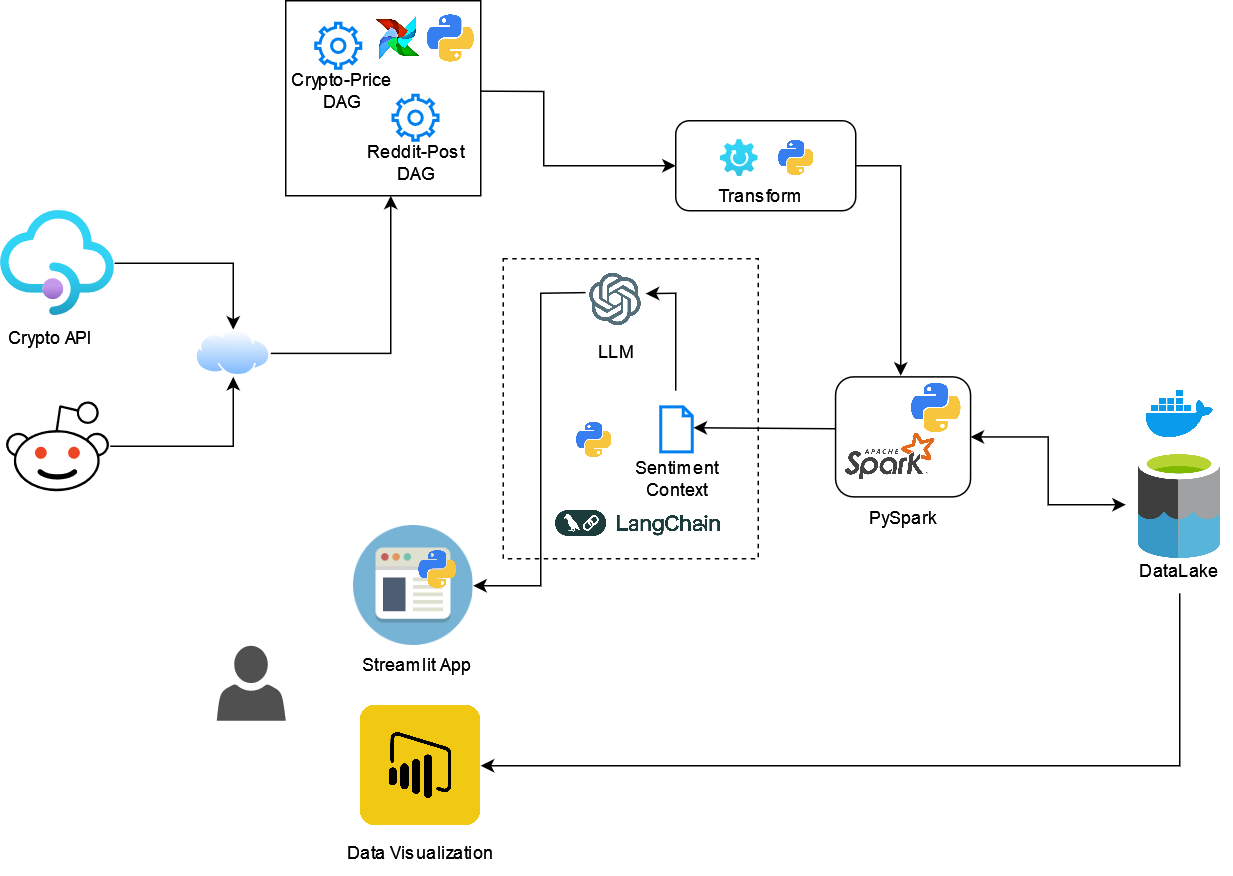 Crypto-Price
DAG
Reddit-Post
DAG
Transform
Crypto API
LLM
Sentiment
Context
LangChain
APACHE
Spark
PySpark
DataLake
Streamlit App
Data Visualization